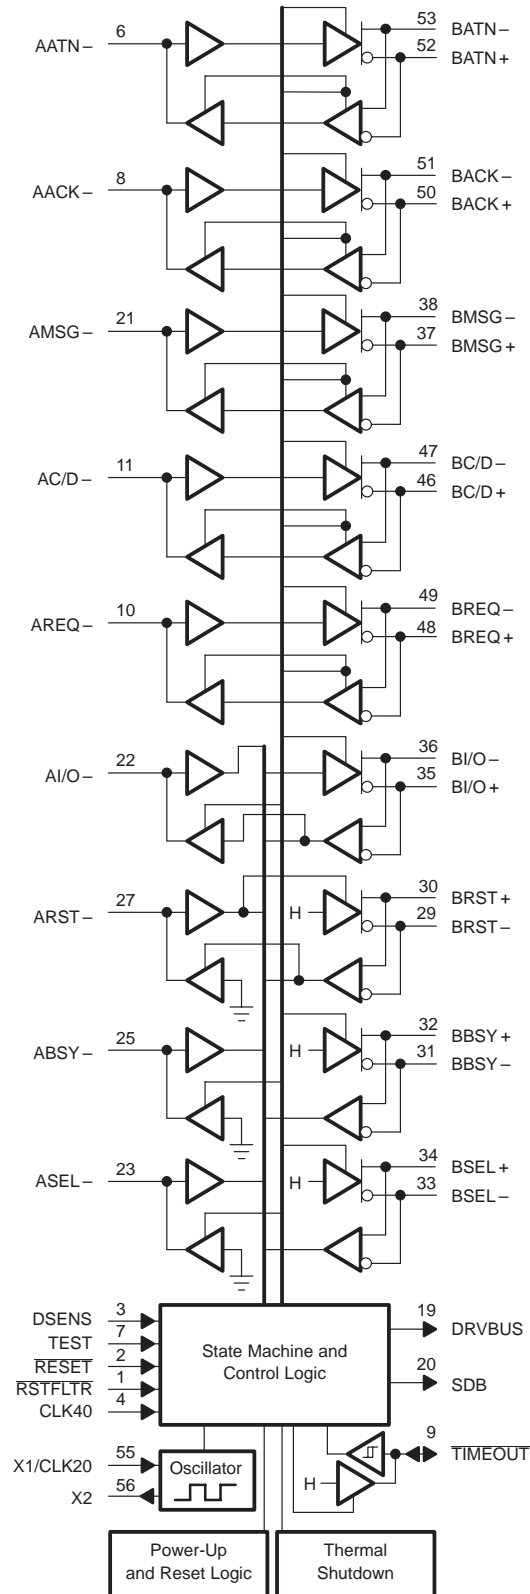 6
AATN–
53
BATN–
52
BATN+
8
AACK–
51
BACK–
50
BACK+
21
AMSG–
38
BMSG–
37
BMSG+
11
AC/D–
47
BC/D–
46
BC/D+
10
AREQ–
49
BREQ–
48
BREQ+
22
AI/O–
36
BI/O–
35
BI/O+
27
ARST–
H
30
BRST+
29
BRST–
25
ABSY–
H
32
BBSY+
31
BBSY–
23
ASEL–
H
34
BSEL+
33
BSEL–
DSENS 3
TEST 7
RESET 2
RSTFLTR 1
CLK40 4
State Machine and
Control Logic
19
DRVBUS
20
SDB
X1/CLK20 55
X2 56
Oscillator
H
9
TIMEOUT
Power-Up
and Reset Logic
Thermal
Shutdown